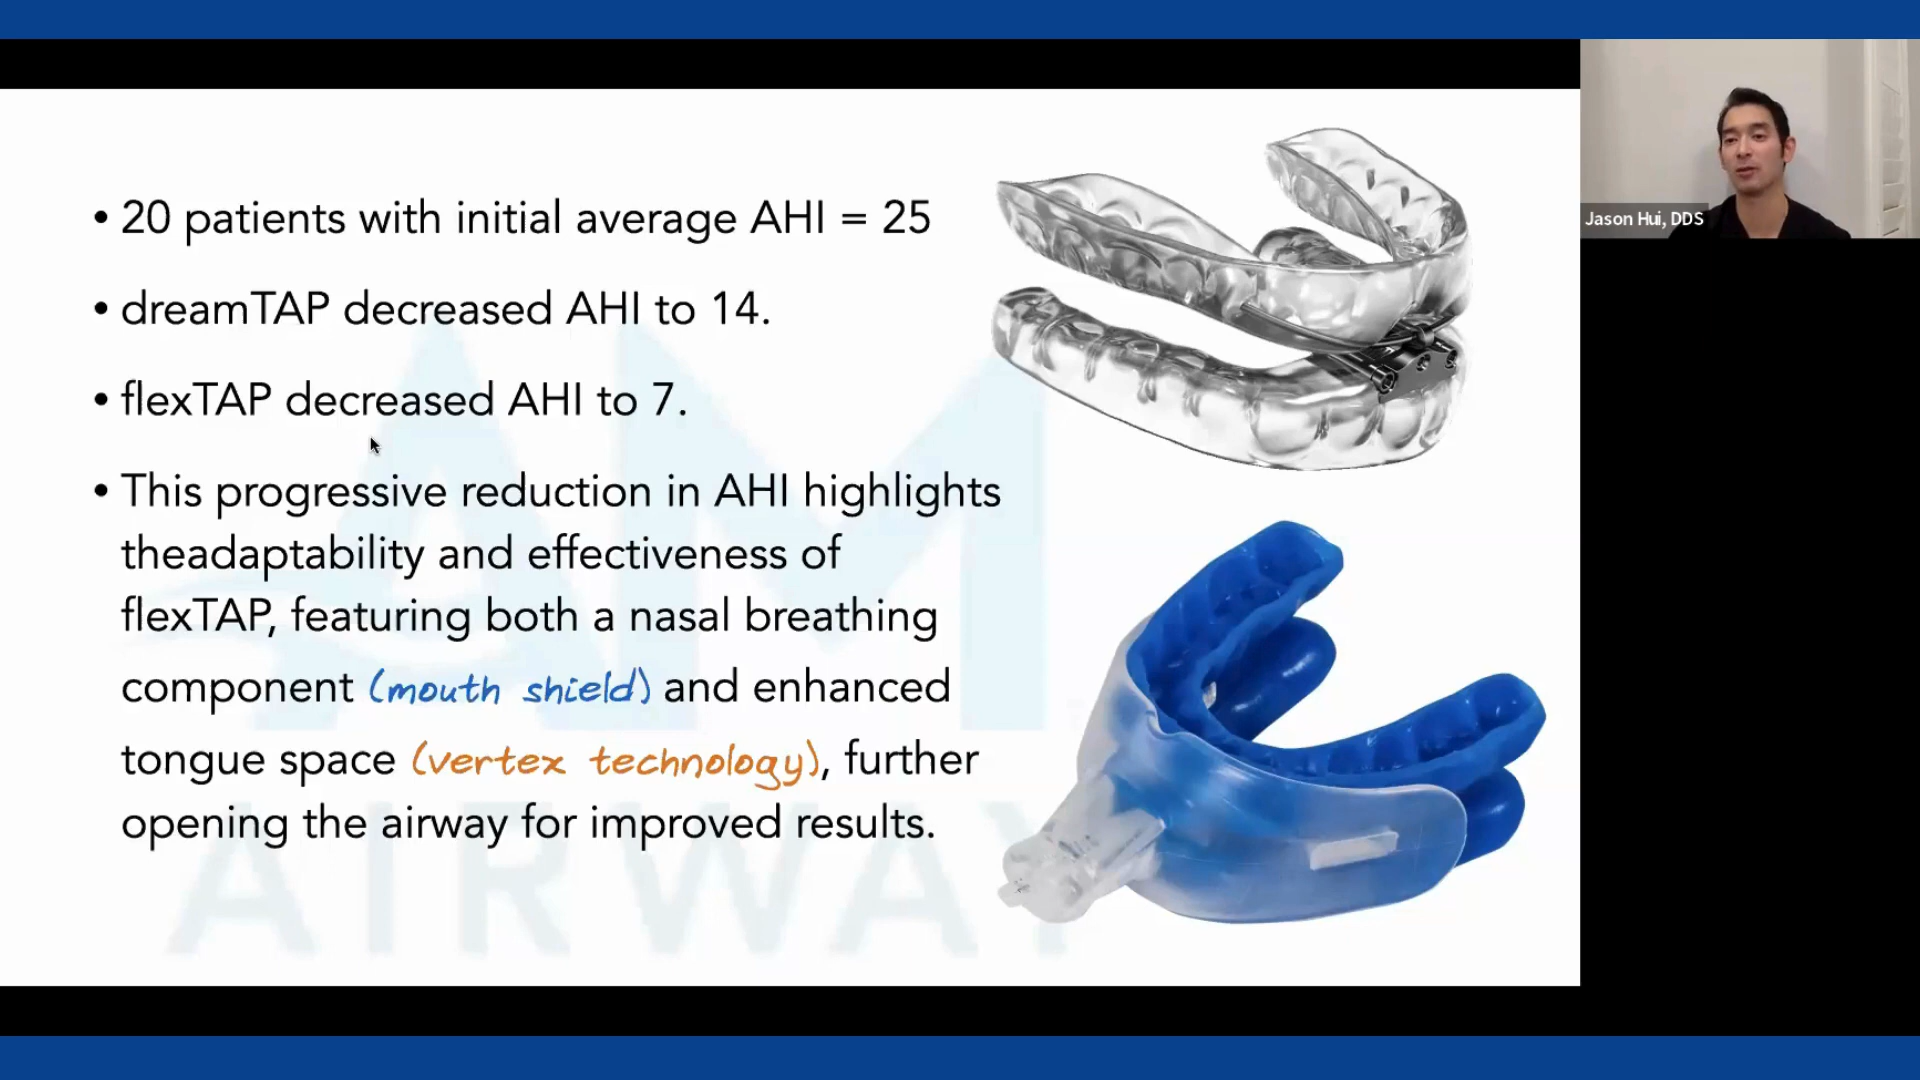 • 20 patients with initial average AHI = 25
• dreamTAP decreased AHI to 14.
• flexTAP decreased AHI to 7.
• This progressive reduction in AHI highlights
theadaptability and effectiveness of
flexTAP, featuring both a nasal breathing
component (mouth shield) and enhanced
tongue space (vertex technology), further
opening the airway for improved results.
AM
AIRWAY
Jason Hui, DDS